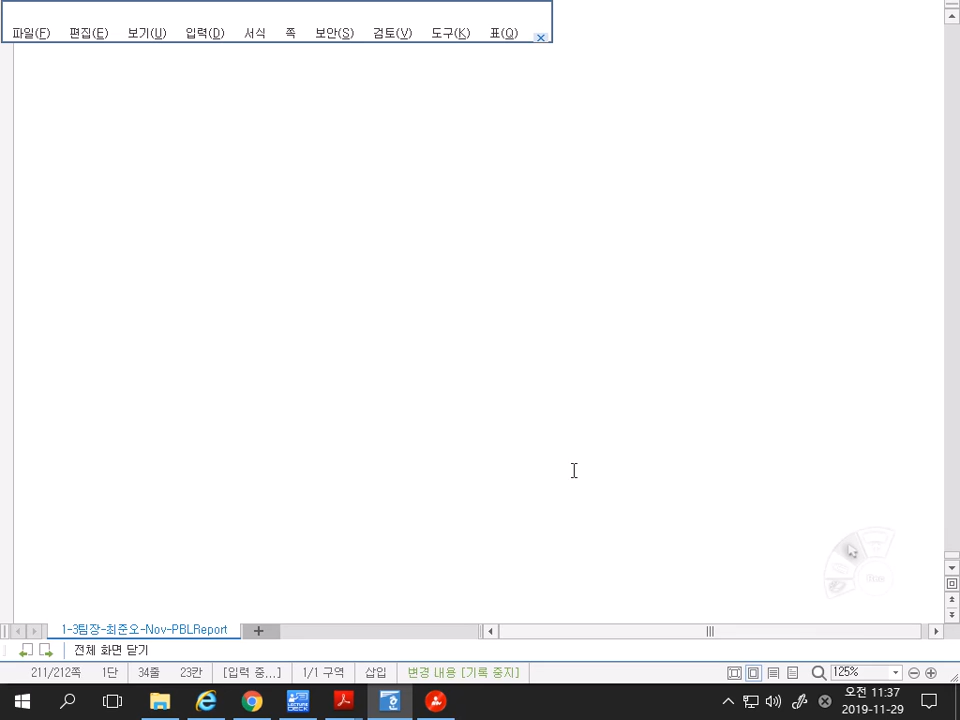 파일(F) 편집(E) 보기(U) 입력(D) 서식 쪽 보안(S) 검토(V) 도구(K) 표(Q)
1-3팀장-최준오-Nov-PBLReport
전체 화면 닫기
211/212쪽 1단 34줄 23칸 [입력 중...] 1/1 구역 삽입 변경 내용 [기록 중지] 125%
LECTURE DECK
오전 11:37
2019-11-29